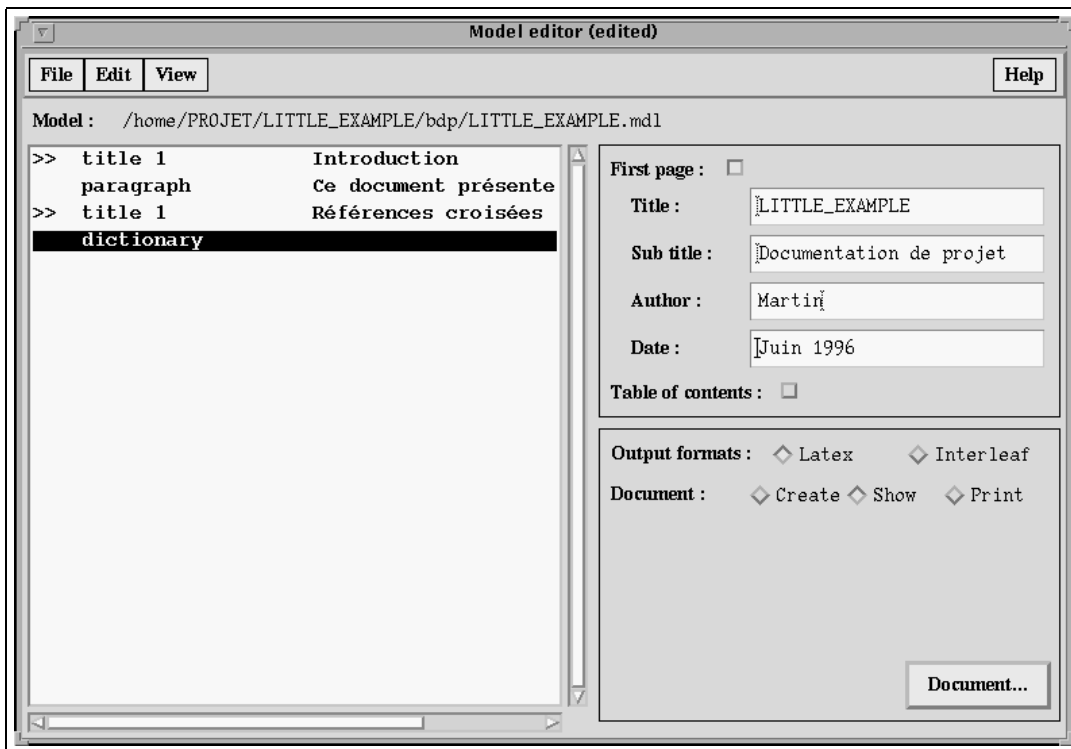 Model editor (edited)
File Edit View Help
Model : /home/PROJET/LITTLE_EXAMPLE/bdp/LITTLE_EXAMPLE.mdl
>> title 1 Introduction
paragraph Ce document présente
>> title 1 Références croisées
dictionary
First page :
Title : LITTLE_EXAMPLE
Sub title : Documentation de projet
Author : Martin
Date : Juin 1996
Table of contents :
Output formats : Latex Interleaf
Document : Create Show Print
Document...